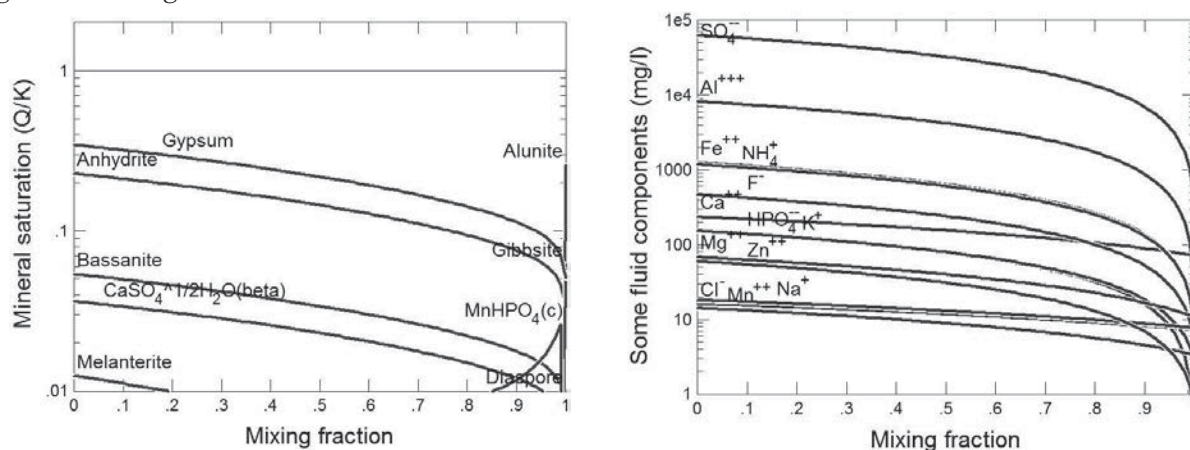 Mineral saturation (Q/K)
1
.1
.01
Gypsum
Anhydrite
Alunite
Gibbsite
Bassanite
CaSO4^1/2H2O(beta)
MnHPO4(c)
Melanterite
Diaspore
0 .1 .2 .3 .4 .5 .6 .7 .8 .9 1
Mixing fraction
Some fluid components (mg/l)
1e5
1e4
1000
100
10
1
SO4--
Al+++
Fe++ NH4+
F-
Ca++
HPO4-- K+
Mg++ Zn++
Cl- Mn++ Na+
0 .1 .2 .3 .4 .5 .6 .7 .8 .9
Mixing fraction